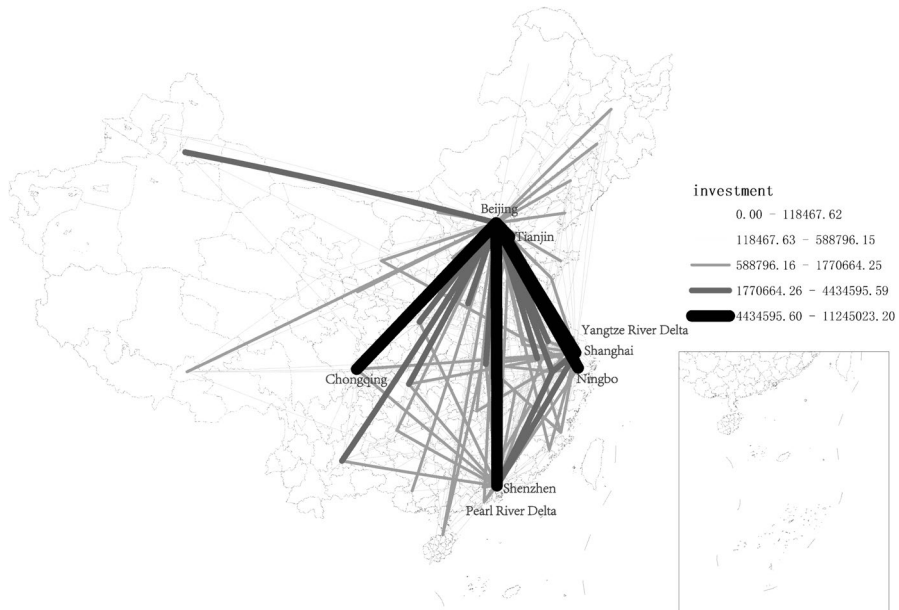 Beijing
Tianjin
Chongqing
Yangtze River Delta
Shanghai
Ningbo
Shenzhen
Pearl River Delta
investment
0.00 - 118467.62
118467.63 - 588796.15
588796.16 - 1770664.25
1770664.26 - 4434595.59
4434595.60 - 11245023.20